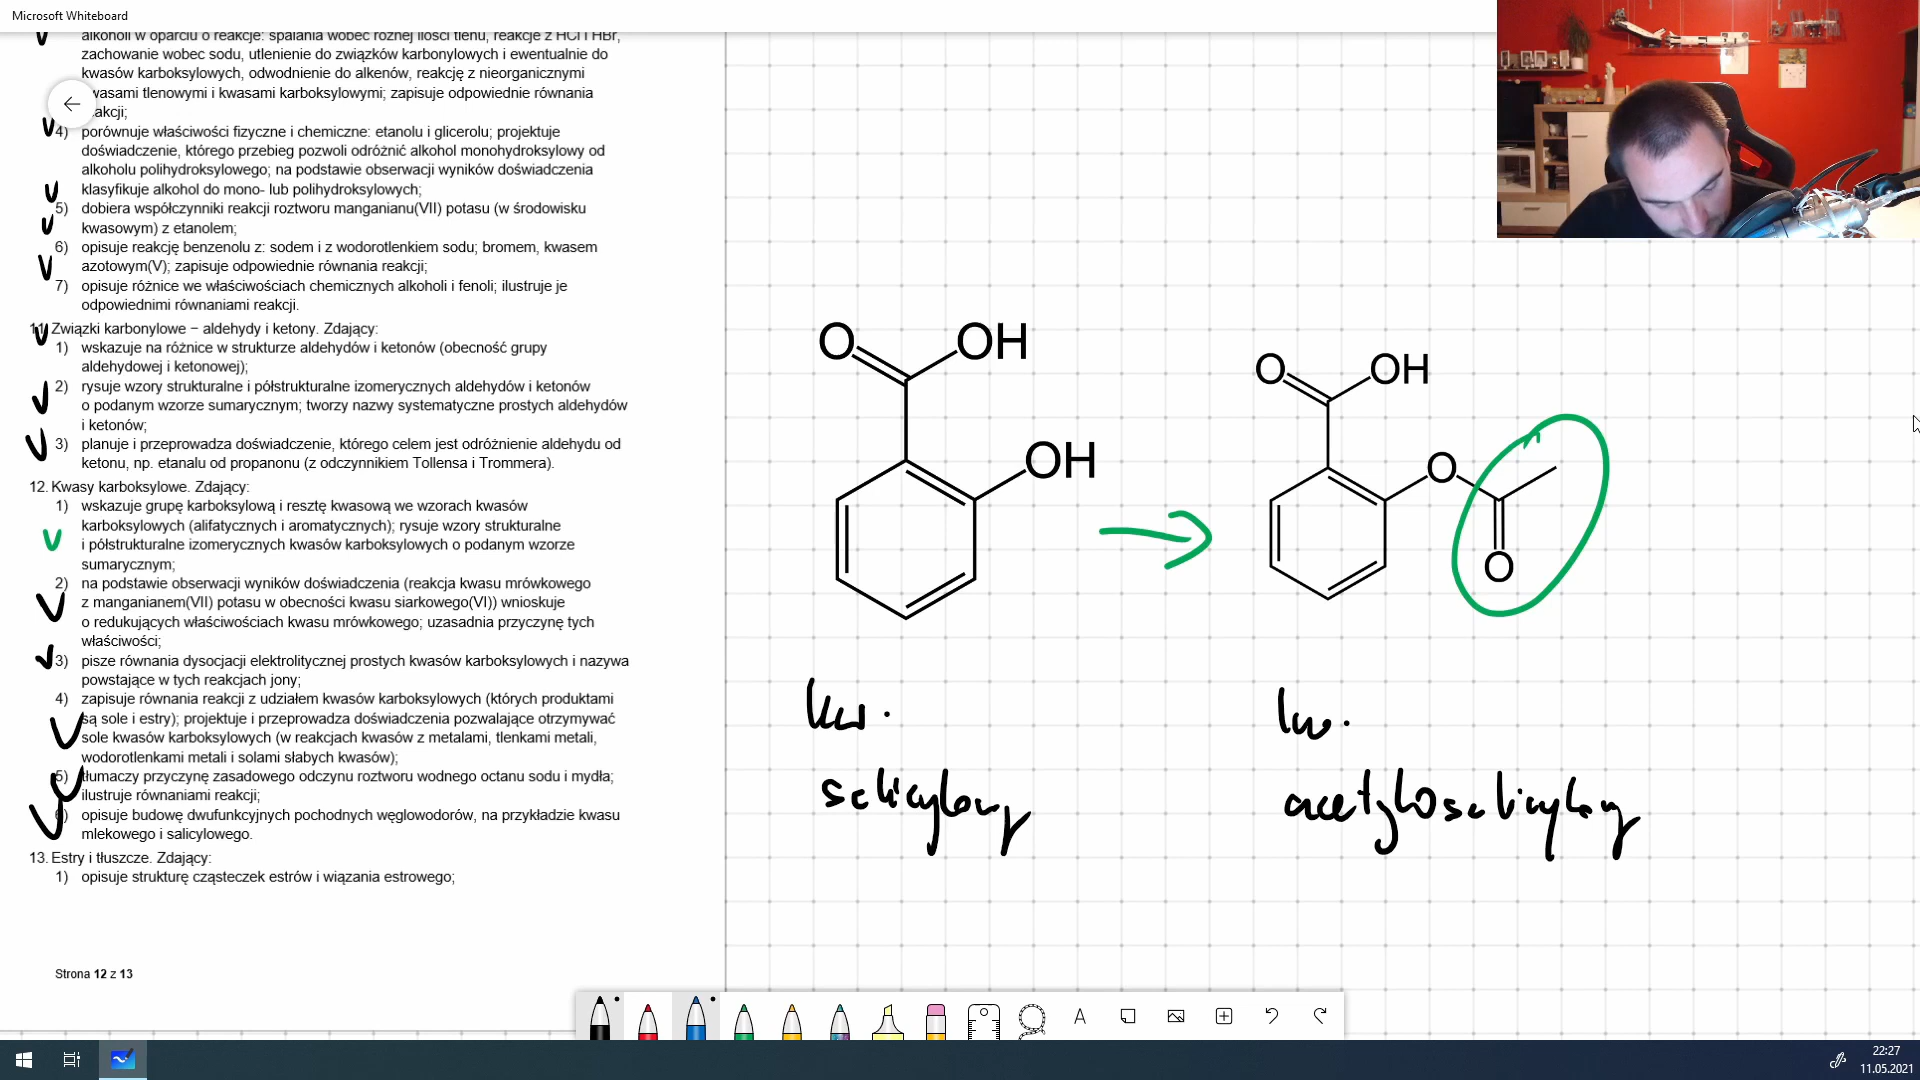 Microsoft Whiteboard
alkoholi w oparciu o reakcje: spalania wobec różnej ilości tlenu, reakcje z HCl i HBr,
zachowanie wobec sodu, utlenienie do związków karbonylowych i ewentualnie do
kwasów karboksylowych, odwodnienie do alkenów, reakcję z nieorganicznymi
kwasami tlenowymi i kwasami karboksylowymi; zapisuje odpowiednie równania
reakcji;
4) porównuje właściwości fizyczne i chemiczne: etanolu i glicerolu; projektuje
doświadczenie, którego przebieg pozwoli odróżnić alkohol monohydroksylowy od
alkoholu polihydroksylowego; na podstawie obserwacji wyników doświadczenia
klasyfikuje alkohol do mono- lub polihydroksylowych;
5) dobiera współczynniki reakcji roztworu manganianu(VII) potasu (w środowisku
kwasowym) z etanolem;
6) opisuje reakcję benzenolu z: sodem i z wodorotlenkiem sodu; bromem, kwasem
azotowym(V); zapisuje odpowiednie równania reakcji;
7) opisuje różnice we właściwościach chemicznych alkoholi i fenoli; ilustruje je
odpowiednimi równaniami reakcji.
11. Związki karbonylowe − aldehydy i ketony. Zdający:
1) wskazuje na różnice w strukturze aldehydów i ketonów (obecność grupy
aldehydowej i ketonowej);
2) rysuje wzory strukturalne i półstrukturalne izomerycznych aldehydów i ketonów
o podanym wzorze sumarycznym; tworzy nazwy systematyczne prostych aldehydów
i ketonów;
3) planuje i przeprowadza doświadczenie, którego celem jest odróżnienie aldehydu od
ketonu, np. etanalu od propanonu (z odczynnikiem Tollensa i Trommera).
12. Kwasy karboksylowe. Zdający:
1) wskazuje grupę karboksylową i resztę kwasową we wzorach kwasów
karboksylowych (alifatycznych i aromatycznych); rysuje wzory strukturalne
i półstrukturalne izomerycznych kwasów karboksylowych o podanym wzorze
sumarycznym;
2) na podstawie obserwacji wyników doświadczenia (reakcja kwasu mrówkowego
z manganianem(VII) potasu w obecności kwasu siarkowego(VI)) wnioskuje
o redukujących właściwościach kwasu mrówkowego; uzasadnia przyczynę tych
właściwości;
3) pisze równania dysocjacji elektrolitycznej prostych kwasów karboksylowych i nazywa
powstające w tych reakcjach jony;
4) zapisuje równania reakcji z udziałem kwasów karboksylowych (których produktami
są sole i estry); projektuje i przeprowadza doświadczenia pozwalające otrzymywać
sole kwasów karboksylowych (w reakcjach kwasów z metalami, tlenkami metali,
wodorotlenkami metali i solami słabych kwasów);
5) tłumaczy przyczynę zasadowego odczynu roztworu wodnego octanu sodu i mydła;
ilustruje równaniami reakcji;
6) opisuje budowę dwufunkcyjnych pochodnych węglowodorów, na przykładzie kwasu
mlekowego i salicylowego.
13. Estry i tłuszcze. Zdający:
1) opisuje strukturę cząsteczek estrów i wiązania estrowego;
Strona 12 z 13
O OH
OH
O OH
O
O
kw.
salicylowy
kw.
acetylosalicylowy
A
22:27
11.05.2021